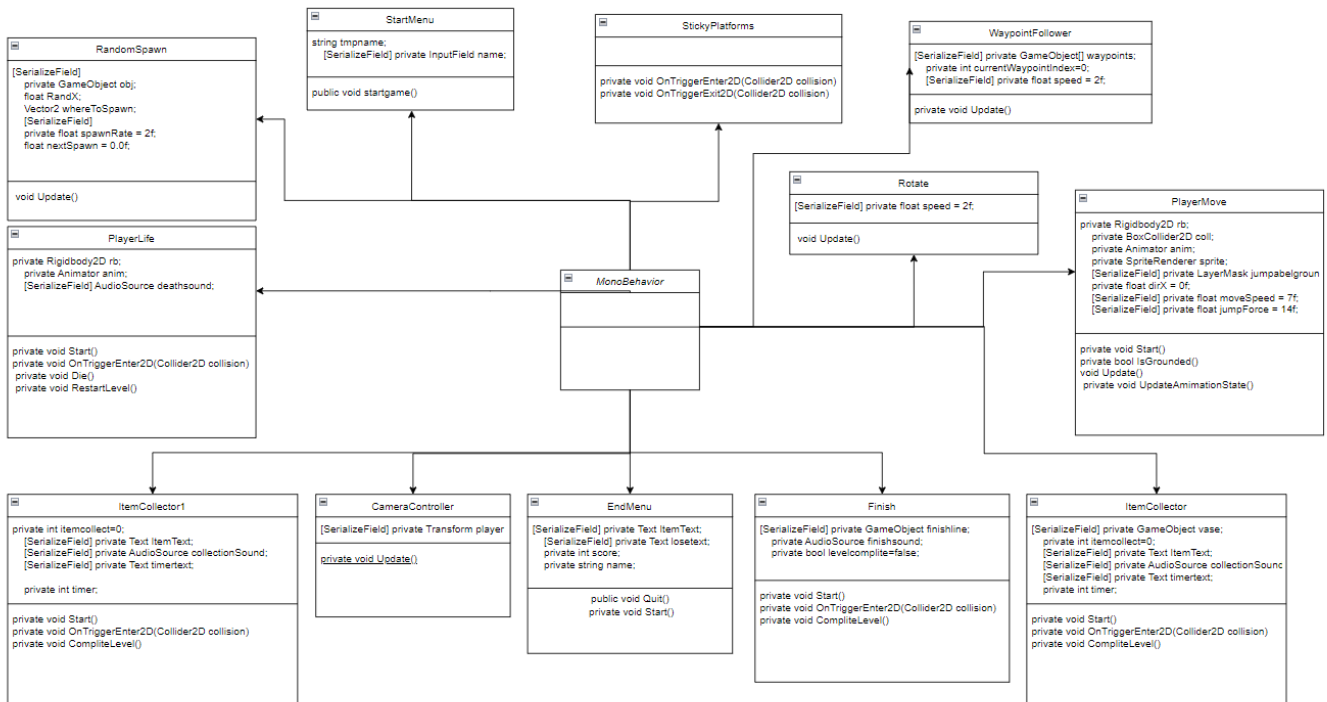 StartMenu
string tmpname;
[SerializeField] private InputField name;
public void startgame()
StickyPlatforms
private void OnTriggerEnter2D(Collider2D collision)
private void OnTriggerExit2D(Collider2D collision)
WaypointFollower
[SerializeField] private GameObject[] waypoints;
private int currentWaypointIndex=0;
[SerializeField] private float speed = 2f;
private void Update()
RandomSpawn
[SerializeField]
private GameObject obj;
float RandX;
Vector2 whereToSpawn;
[SerializeField]
private float spawnRate = 2f;
float nextSpawn = 0.0f;
void Update()
Rotate
[SerializeField] private float speed = 2f;
void Update()
PlayerMove
private Rigidbody2D rb;
private BoxCollider2D coll;
private Animator anim;
private SpriteRenderer sprite;
[SerializeField] private LayerMask jumpabelgroun
private float dirX = 0f;
[SerializeField] private float moveSpeed = 7f;
[SerializeField] private float jumpForce = 14f;
private void Start()
private bool IsGrounded()
void Update()
private void UpdateAmimationState()
PlayerLife
private Rigidbody2D rb;
private Animator anim;
[SerializeField] AudioSource deathsound;
private void Start()
private void OnTriggerEnter2D(Collider2D collision)
private void Die()
private void RestartLevel()
MonoBehavior
ItemCollector1
private int itemcollect=0;
[SerializeField] private Text ItemText;
[SerializeField] private AudioSource collectionSound;
[SerializeField] private Text timertext;
private int timer;
private void Start()
private void OnTriggerEnter2D(Collider2D collision)
private void CompliteLevel()
CameraController
[SerializeField] private Transform player
private void Update()
EndMenu
[SerializeField] private Text ItemText;
[SerializeField] private Text losetext;
private int score;
private string name;
public void Quit()
private void Start()
Finish
[SerializeField] private GameObject finishline;
private AudioSource finishsound;
private bool levelcomplite=false;
private void Start()
private void OnTriggerEnter2D(Collider2D collision)
private void CompliteLevel()
ItemCollector
[SerializeField] private GameObject vase;
private int itemcollect=0;
[SerializeField] private Text ItemText;
[SerializeField] private AudioSource collectionSound
[SerializeField] private Text timertext;
private int timer;
private void Start()
private void OnTriggerEnter2D(Collider2D collision)
private void CompliteLevel()